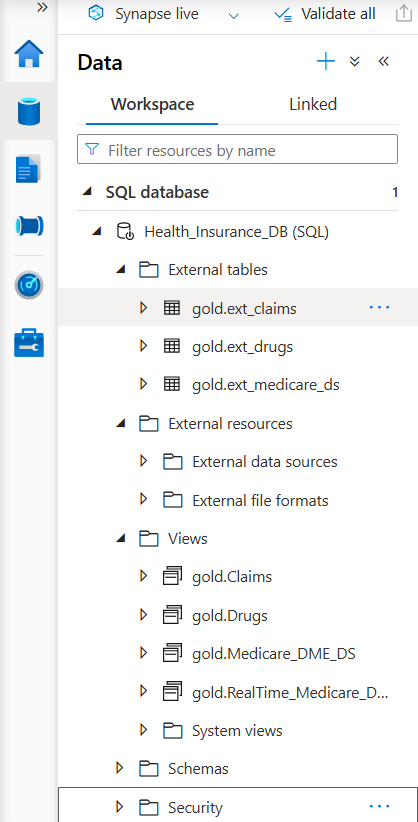 Synapse live
Validate all
Data
Workspace
Linked
Filter resources by name
SQL database
1
Health_Insurance_DB (SQL)
External tables
gold.ext_claims
gold.ext_drugs
gold.ext_medicare_ds
External resources
External data sources
External file formats
Views
gold.Claims
gold.Drugs
gold.Medicare_DME_DS
gold.RealTime_Medicare_D...
System views
Schemas
Security